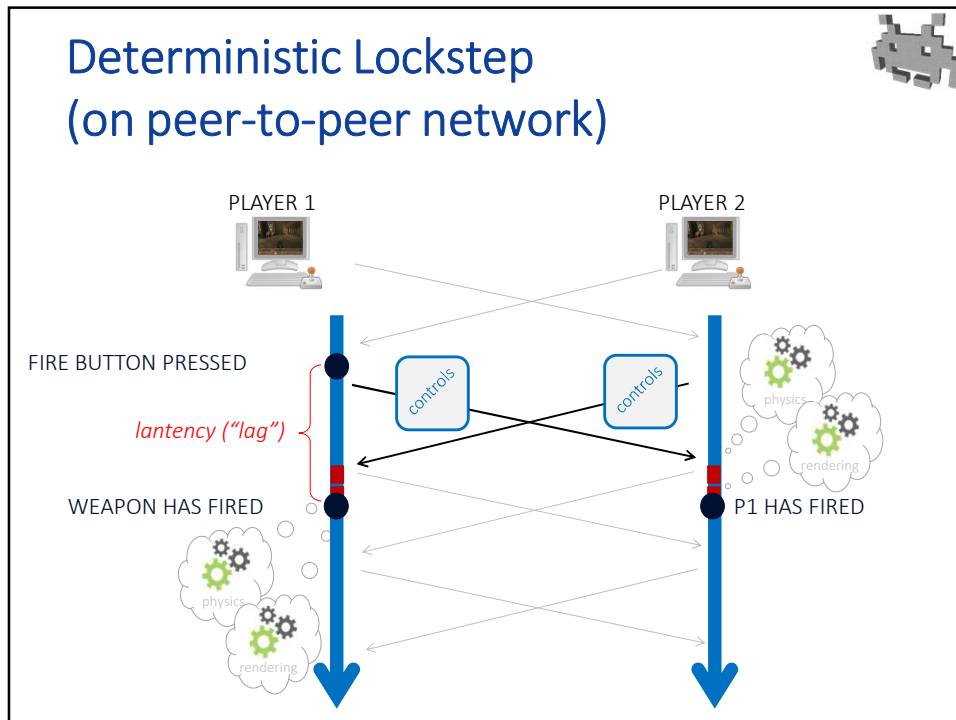 Deterministic Lockstep
(on peer-to-peer network)
PLAYER 1
PLAYER 2
FIRE BUTTON PRESSED
controls
controls
physics
lantency (“lag”)
rendering
WEAPON HAS FIRED
P1 HAS FIRED
physics
rendering